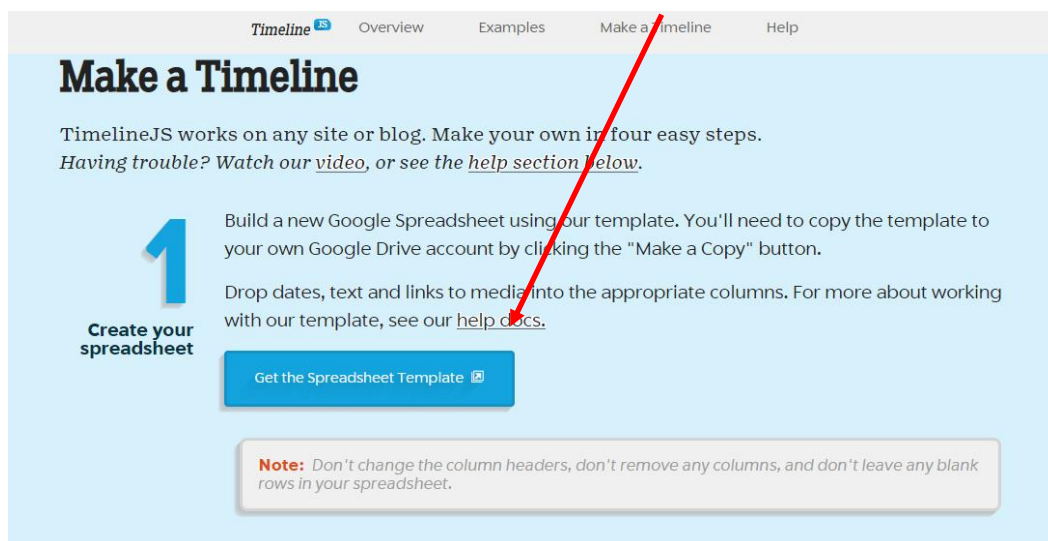 Timeline JS Overview Examples Make a Timeline Help
Make a Timeline
TimelineJS works on any site or blog. Make your own in four easy steps.
Having trouble? Watch our video, or see the help section below.
1
Create your
spreadsheet
Build a new Google Spreadsheet using our template. You'll need to copy the template to
your own Google Drive account by clicking the "Make a Copy" button.
Drop dates, text and links to media into the appropriate columns. For more about working
with our template, see our help docs.
Get the Spreadsheet Template
Note: Don't change the column headers, don't remove any columns, and don't leave any blank
rows in your spreadsheet.